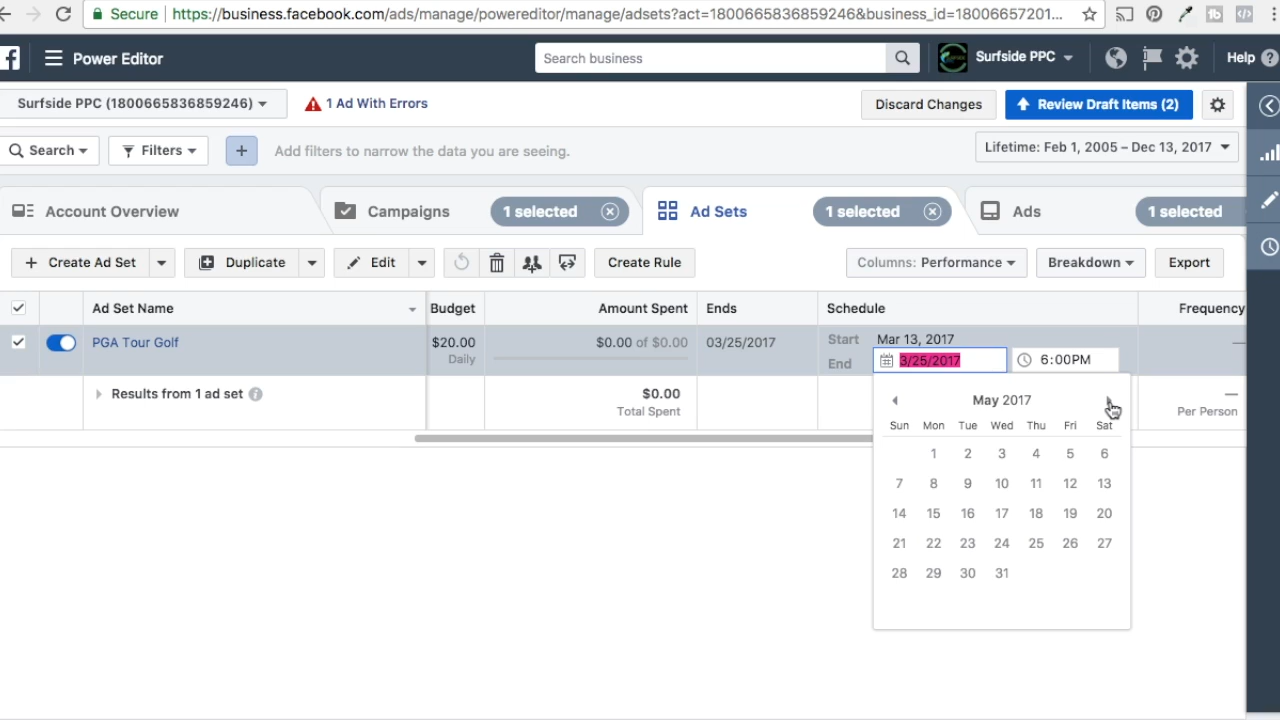 Secure https://business.facebook.com/ads/manage/powereditor/manage/adsets?act=1800665836859246&business_id=18006657201...
Power Editor Search business Surfside PPC Help
Surfside PPC (1800665836859246) 1 Ad With Errors Discard Changes Review Draft Items (2)
Search Filters + Add filters to narrow the data you are seeing. Lifetime: Feb 1, 2005 – Dec 13, 2017
Account Overview Campaigns 1 selected Ad Sets 1 selected Ads 1 selected
+ Create Ad Set Duplicate Edit Create Rule Columns: Performance Breakdown Export
Ad Set Name Budget Amount Spent Ends Schedule Frequency
PGA Tour Golf $20.00 $0.00 of $0.00 03/25/2017 Start Mar 13, 2017 —
Daily End 3/25/2017 6:00PM
Results from 1 ad set $0.00 —
Total Spent Per Person
May 2017
Sun Mon Tue Wed Thu Fri Sat
1 2 3 4 5 6
7 8 9 10 11 12 13
14 15 16 17 18 19 20
21 22 23 24 25 26 27
28 29 30 31